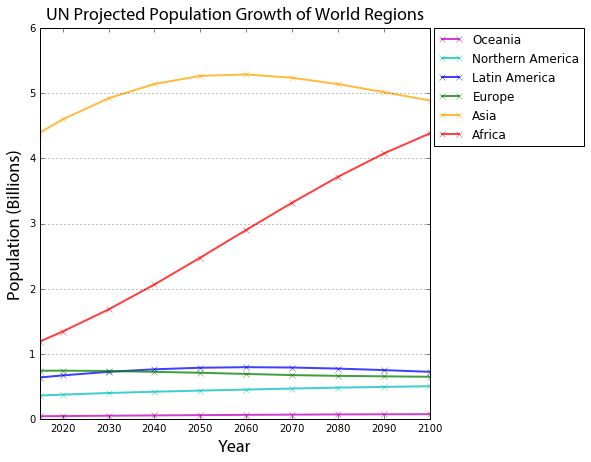 UN Projected Population Growth of World Regions
Oceania
Northern America
Latin America
Europe
Asia
Africa
Population (Billions)
6
5
4
3
2
1
0
2020 2030 2040 2050 2060 2070 2080 2090 2100
Year